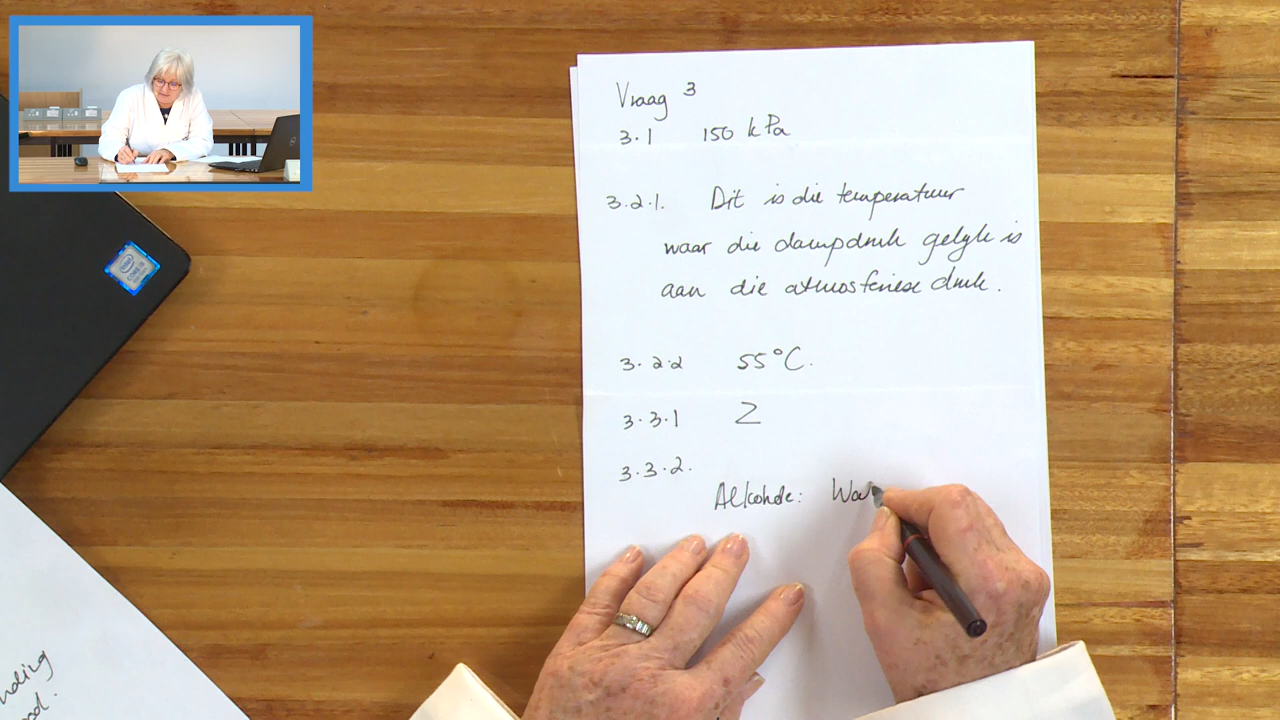 Vraag 3
3.1 150 kPa
3.2.1. Dit is die temperatuur
waar die dampdruk gelyk is
aan die atmosferiese druk.
3.2.2 55°C.
3.3.1 Z
3.3.2.
Alkohole: Wa
nding